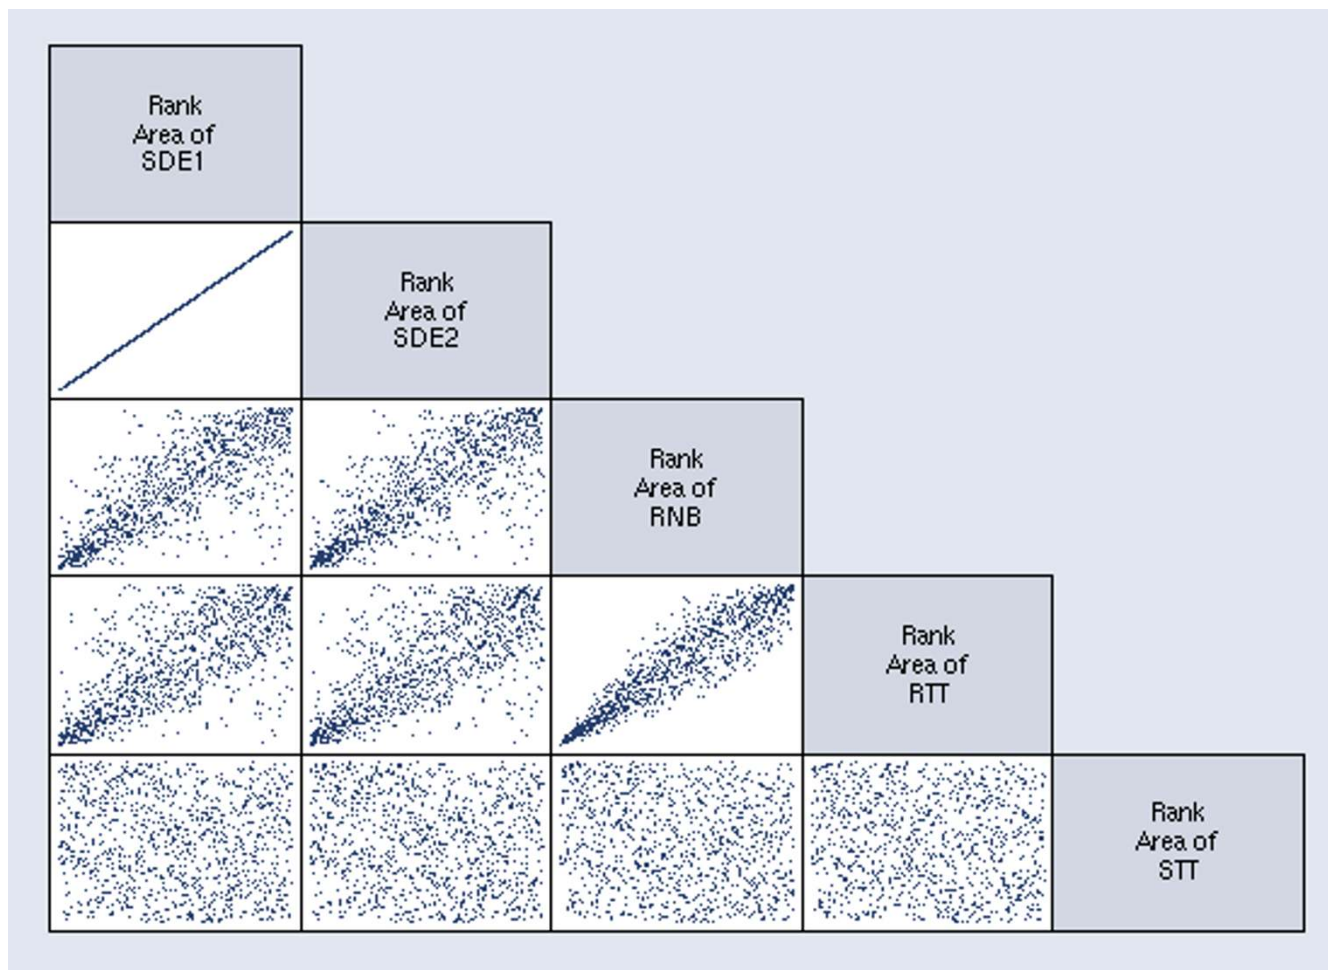 Rank
Area of
SDE1
Rank
Area of
SDE2
Rank
Area of
RNB
Rank
Area of
RTT
Rank
Area of
STT